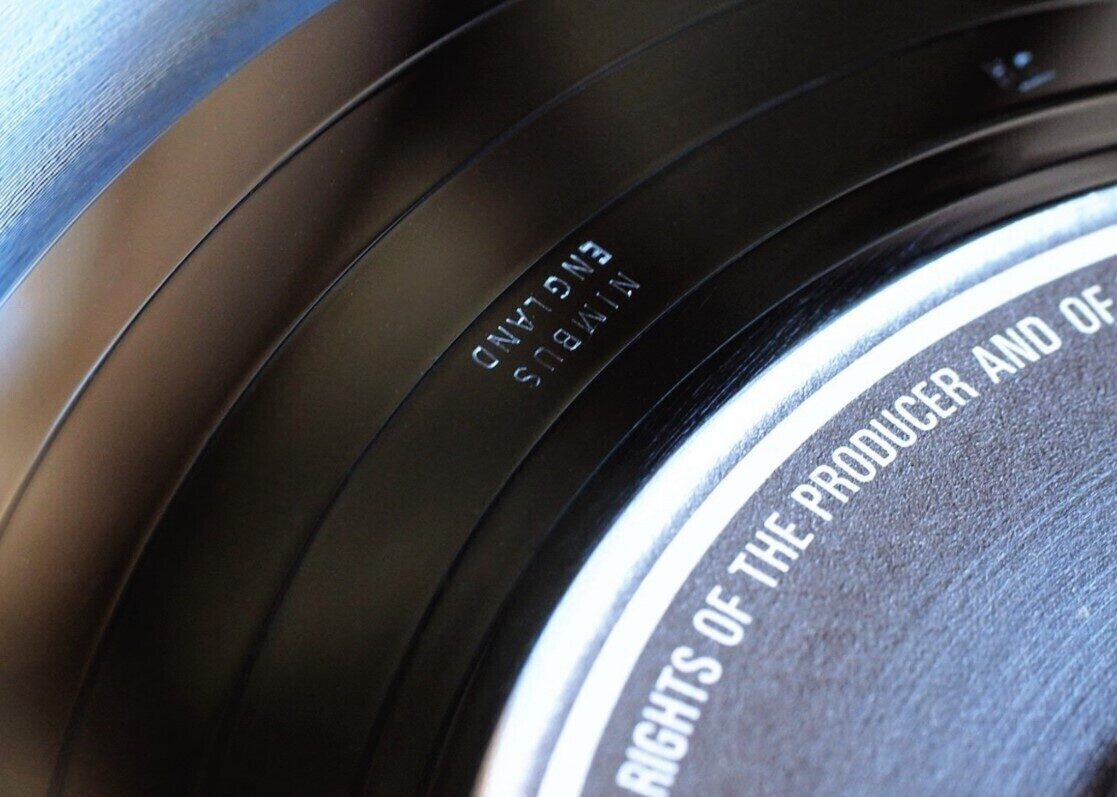 NIMBUS
ENGLAND
RIGHTS OF THE PRODUCER AND OF